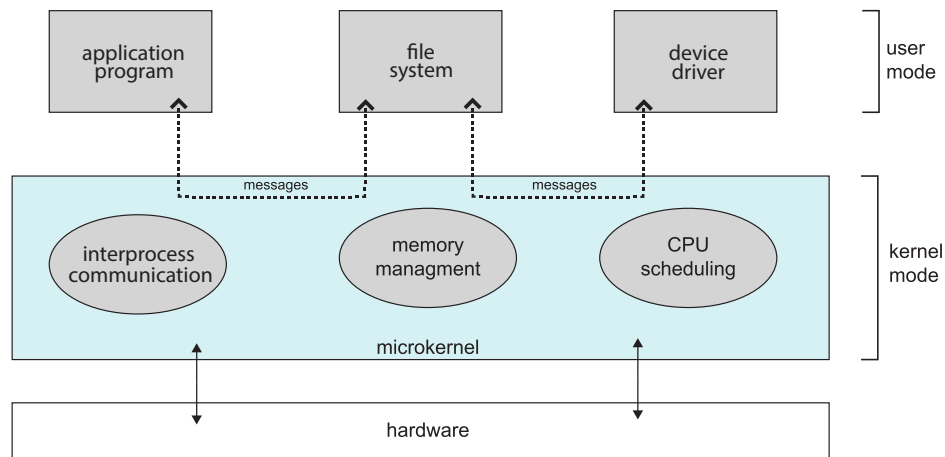 application
program
file
system
device
driver
user
mode
messages
messages
interprocess
communication
memory
managment
CPU
scheduling
kernel
mode
microkernel
hardware